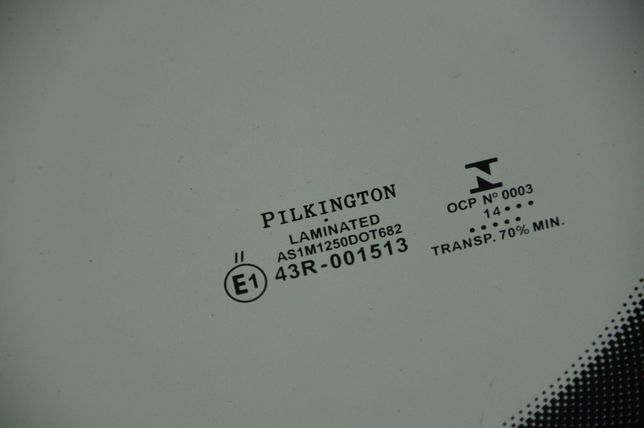 PILKINGTON
LAMINATED
AS1M1250DOT682
II
E1 43R-001513
OCP Nº 0003
14•••
•••••
TRANSP. 70% MIN.